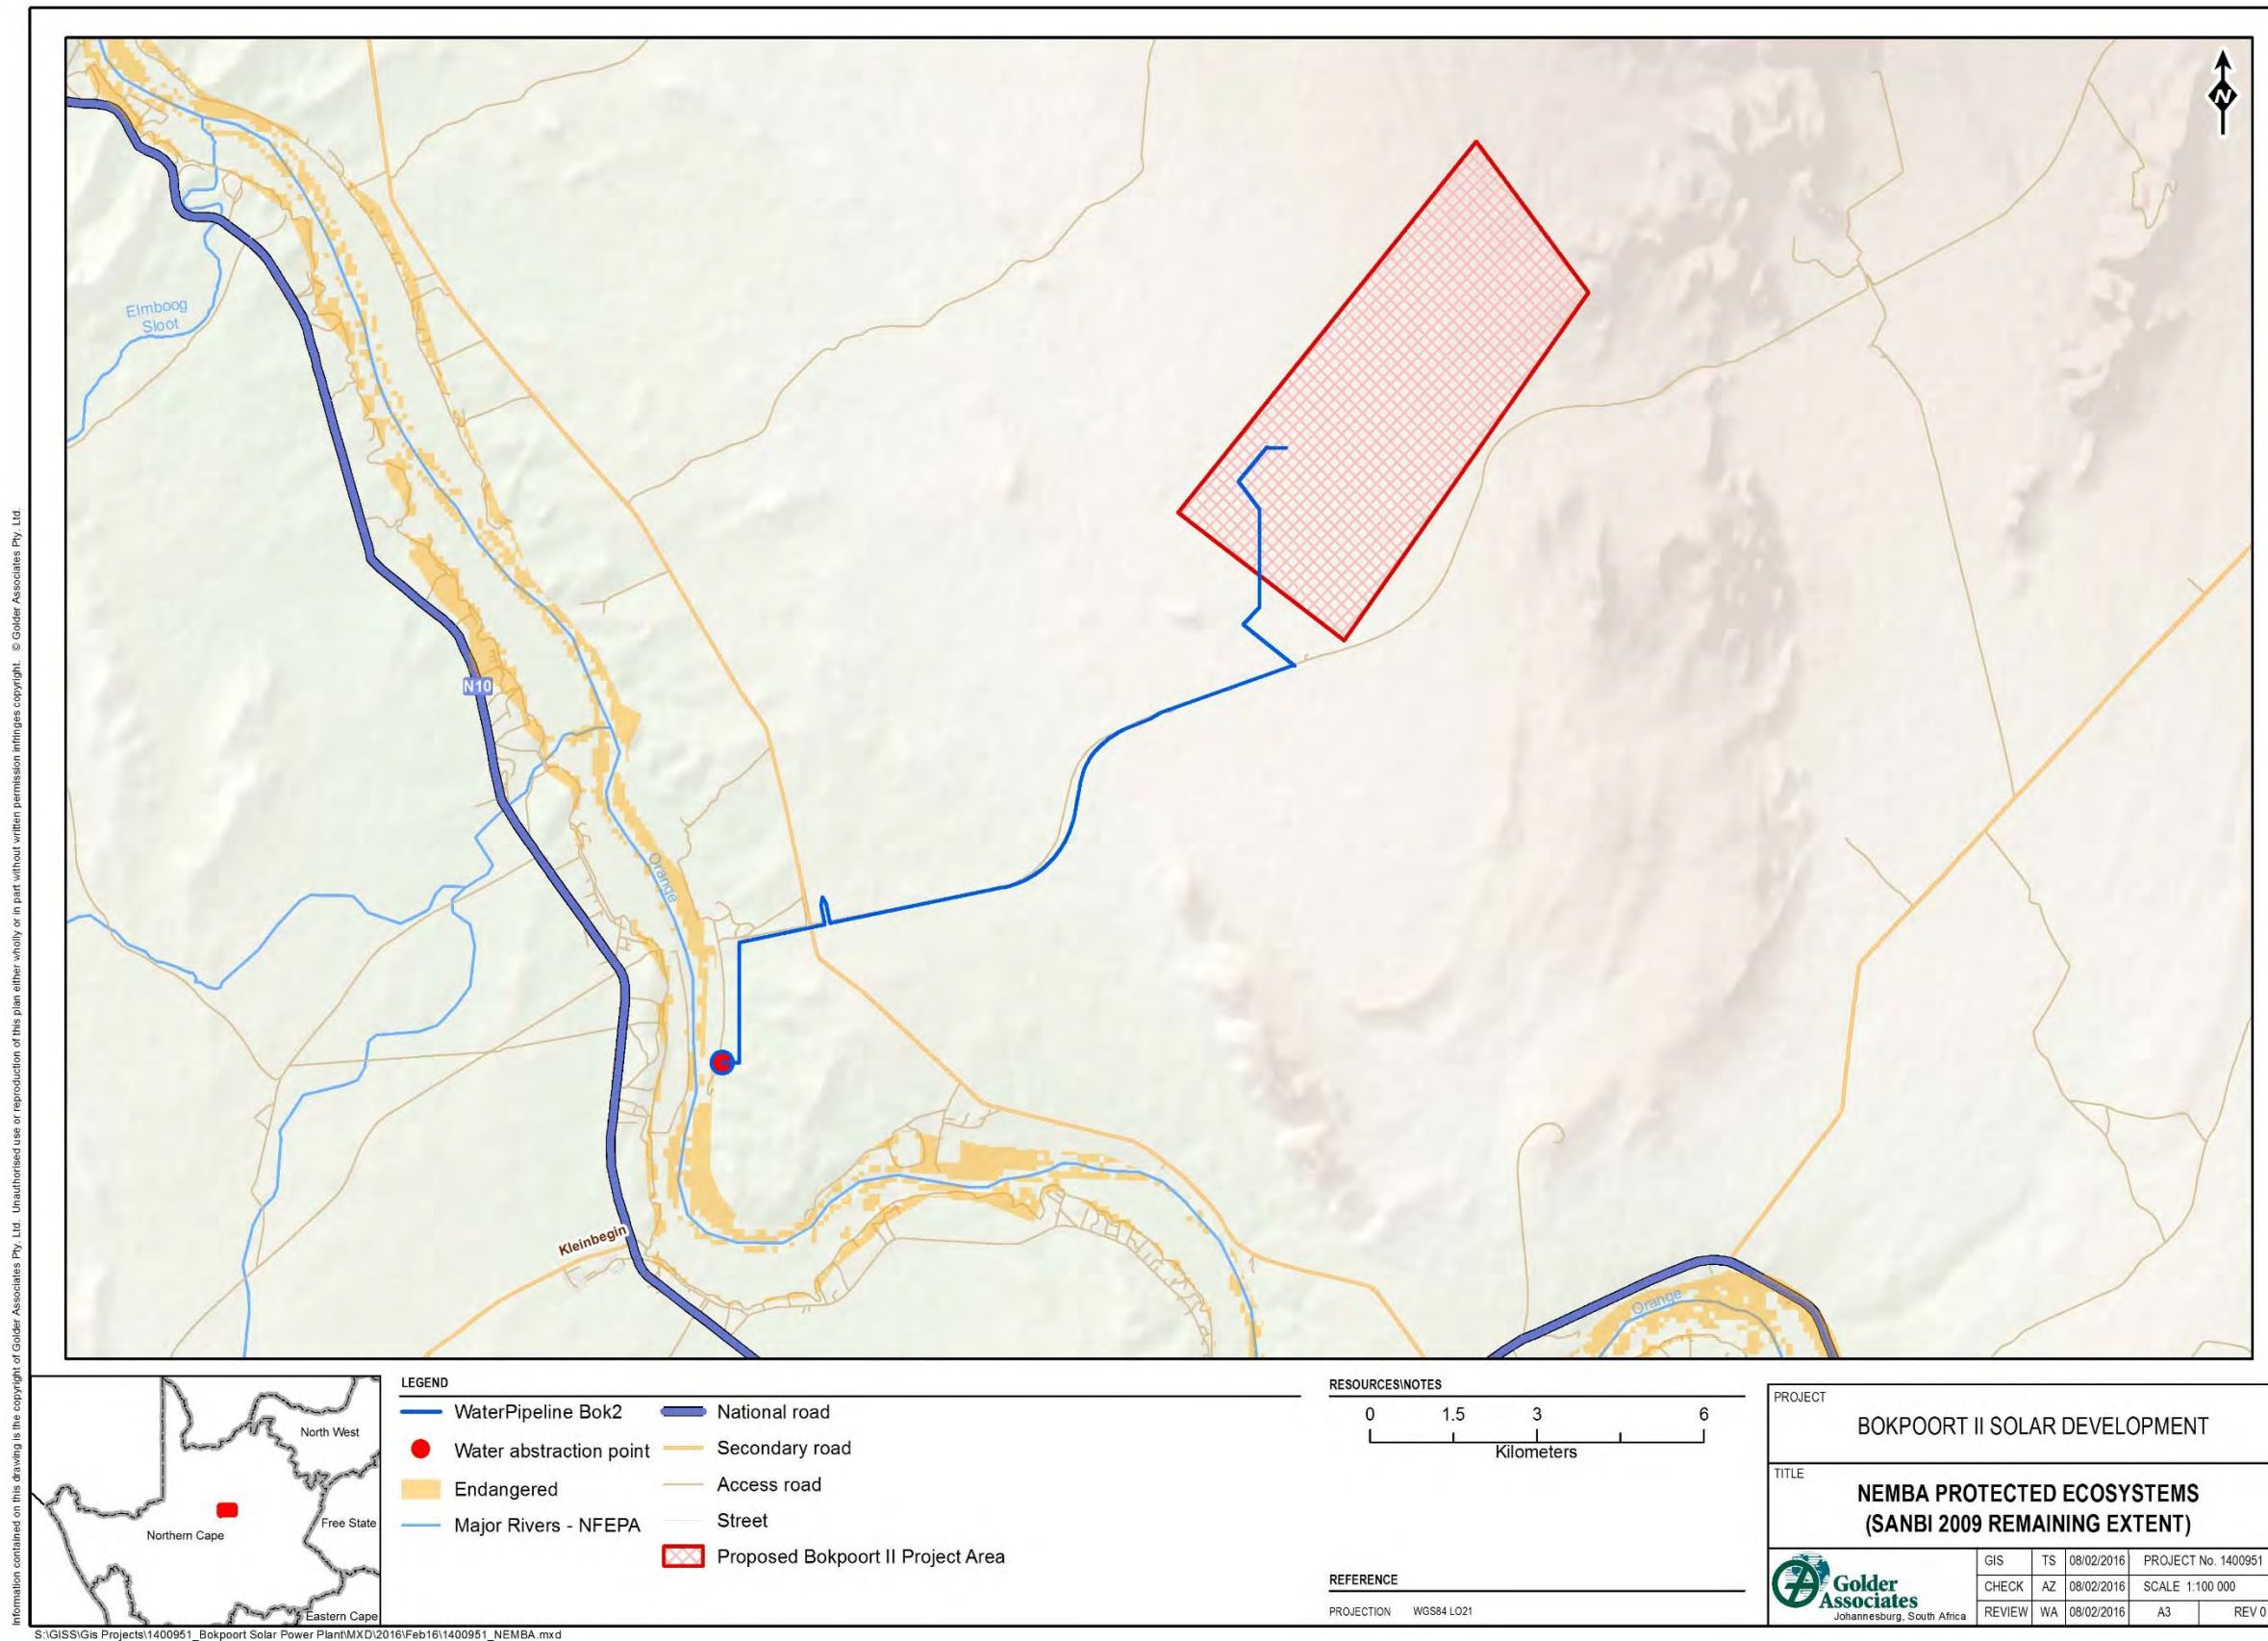 Information contained on this drawing is the copyright of Golder Associates Pty. Ltd. Unauthorised use or reproduction of this plan either wholly or in part without written permission infringes copyright. © Golder Associates Pty. Ltd.
N
Elmboog
Sloot
N10
Orange
Kleinbegin
Orange
North West
Northern Cape
Free State
Eastern Cape
LEGEND
WaterPipeline Bok2
Water abstraction point
Endangered
Major Rivers - NFEPA
National road
Secondary road
Access road
Street
Proposed Bokpoort II Project Area
RESOURCES\NOTES
0 1.5 3 6
Kilometers
REFERENCE
PROJECTION WGS84 LO21
PROJECT
BOKPOORT II SOLAR DEVELOPMENT
TITLE
NEMBA PROTECTED ECOSYSTEMS
(SANBI 2009 REMAINING EXTENT)
Golder
Associates
Johannesburg, South Africa
GIS TS 08/02/2016 PROJECT No. 1400951
CHECK AZ 08/02/2016 SCALE 1:100 000
REVIEW WA 08/02/2016 A3 REV 0
S:\GISS\Gis Projects\1400951_Bokpoort Solar Power Plant\MXD\2016\Feb16\1400951_NEMBA.mxd